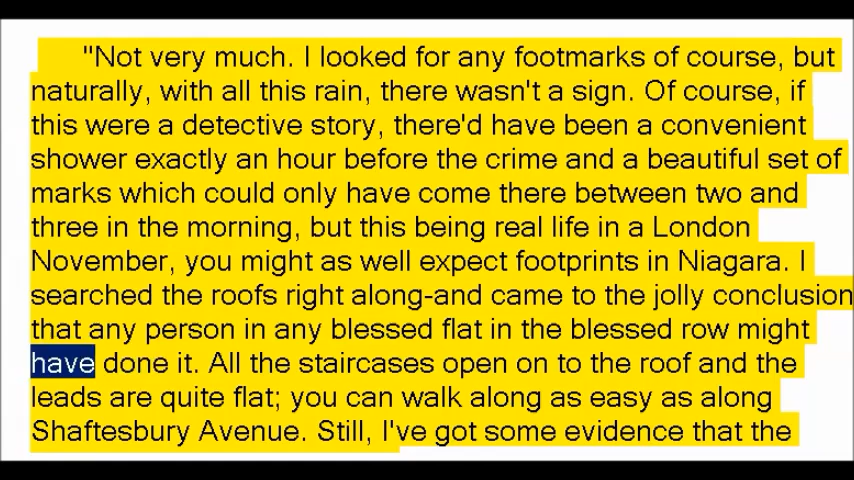 "Not very much. I looked for any footmarks of course, but
naturally, with all this rain, there wasn't a sign. Of course, if
this were a detective story, there'd have been a convenient
shower exactly an hour before the crime and a beautiful set of
marks which could only have come there between two and
three in the morning, but this being real life in a London
November, you might as well expect footprints in Niagara. I
searched the roofs right along-and came to the jolly conclusion
that any person in any blessed flat in the blessed row might
have done it. All the staircases open on to the roof and the
leads are quite flat; you can walk along as easy as along
Shaftesbury Avenue. Still, I've got some evidence that the